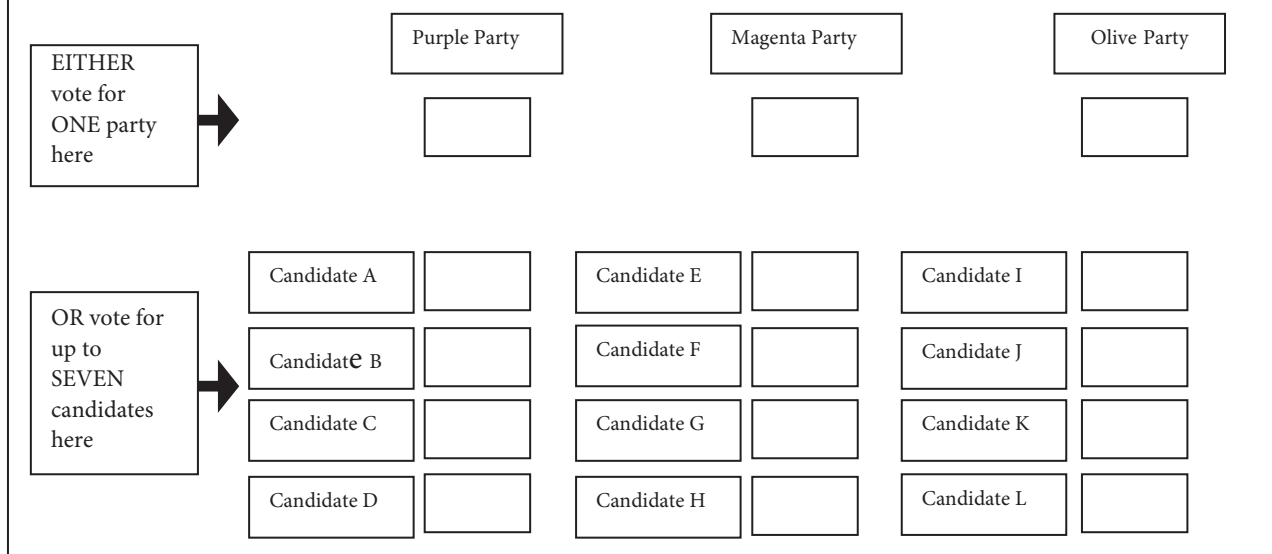 Purple Party
Magenta Party
Olive Party
EITHER
vote for
ONE party
here
Candidate A
Candidate E
Candidate I
OR vote for
up to
SEVEN
candidates
here
Candidate B
Candidate F
Candidate J
Candidate C
Candidate G
Candidate K
Candidate D
Candidate H
Candidate L